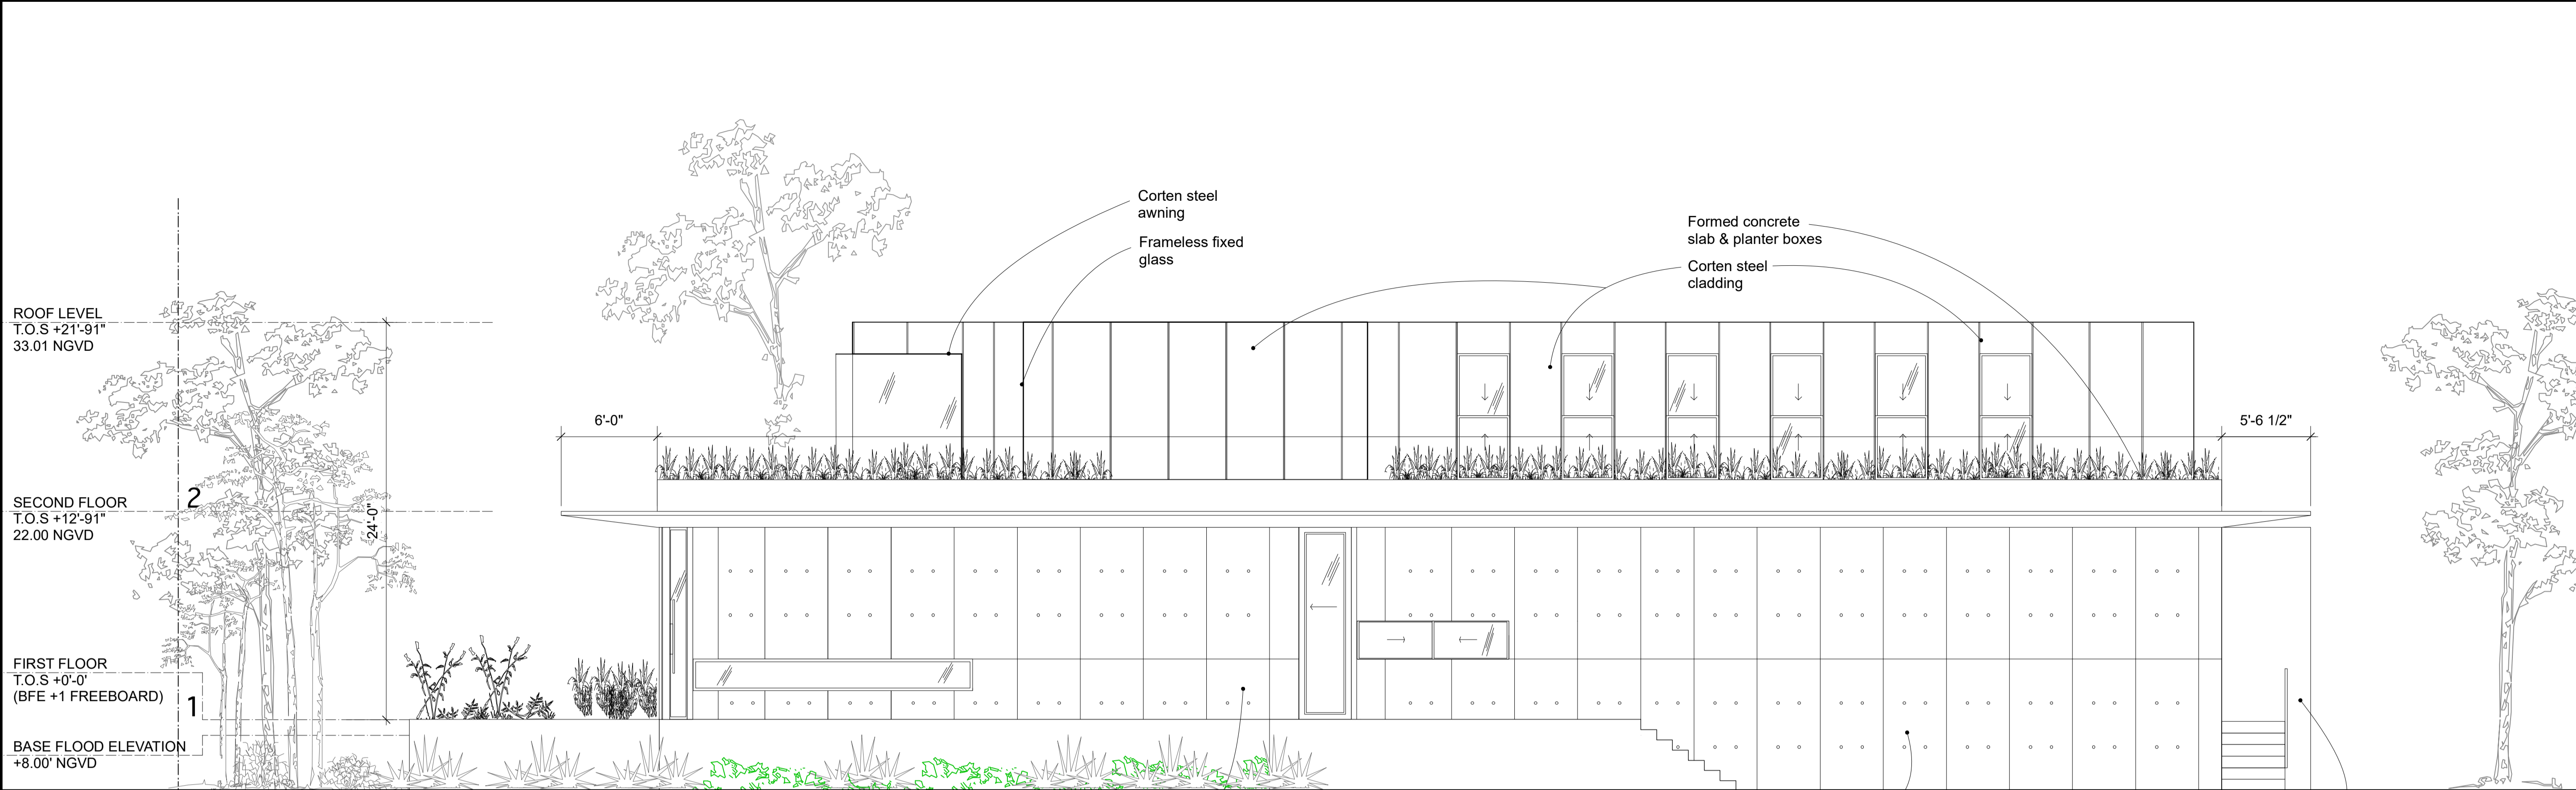 Corten steel
awning
Frameless fixed
glass
Formed concrete
slab & planter boxes
Corten steel
cladding
ROOF LEVEL
T.O.S +21'-91"
33.01 NGVD
6'-0"
5'-6 1/2"
2
SECOND FLOOR
T.O.S +12'-91"
22.00 NGVD
24'-0"
FIRST FLOOR
T.O.S +0'-0'
(BFE +1 FREEBOARD)
1
BASE FLOOD ELEVATION
+8.00' NGVD